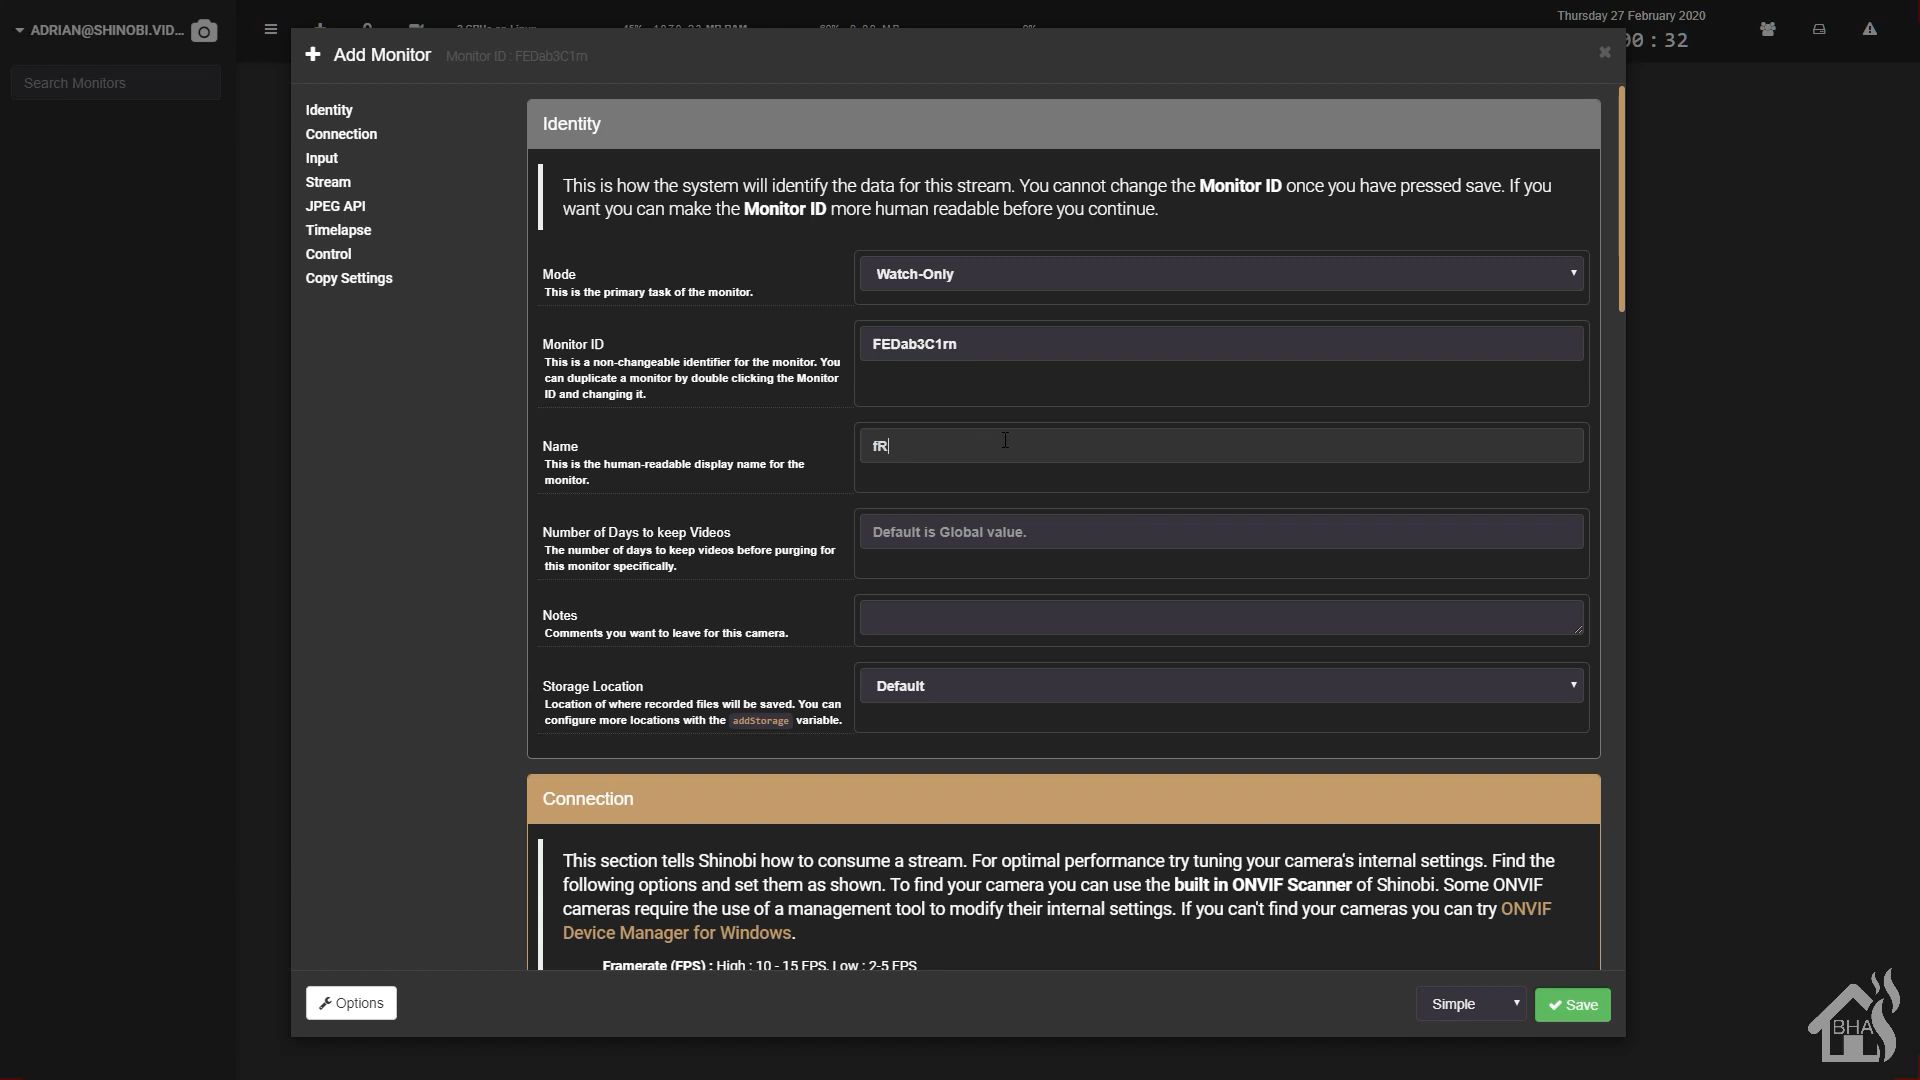 ADRIAN@SHINOBI.VID...
Thursday 27 February 2020
00 : 32
Search Monitors
Add Monitor Monitor ID : FEDab3C1rn
Identity
Connection
Input
Stream
JPEG API
Timelapse
Control
Copy Settings
Identity
This is how the system will identify the data for this stream. You cannot change the Monitor ID once you have pressed save. If you
want you can make the Monitor ID more human readable before you continue.
Mode
This is the primary task of the monitor.
Watch-Only
Monitor ID
This is a non-changeable identifier for the monitor. You
can duplicate a monitor by double clicking the Monitor
ID and changing it.
FEDab3C1rn
Name
This is the human-readable display name for the
monitor.
fR
Number of Days to keep Videos
The number of days to keep videos before purging for
this monitor specifically.
Default is Global value.
Notes
Comments you want to leave for this camera.
Storage Location
Location of where recorded files will be saved. You can
configure more locations with the addStorage variable.
Default
Connection
This section tells Shinobi how to consume a stream. For optimal performance try tuning your camera's internal settings. Find the
following options and set them as shown. To find your camera you can use the built in ONVIF Scanner of Shinobi. Some ONVIF
cameras require the use of a management tool to modify their internal settings. If you can't find your cameras you can try ONVIF
Device Manager for Windows.
Framerate (FPS) : High : 10 - 15 FPS, Low : 2-5 FPS
Options
Simple
Save
BHA